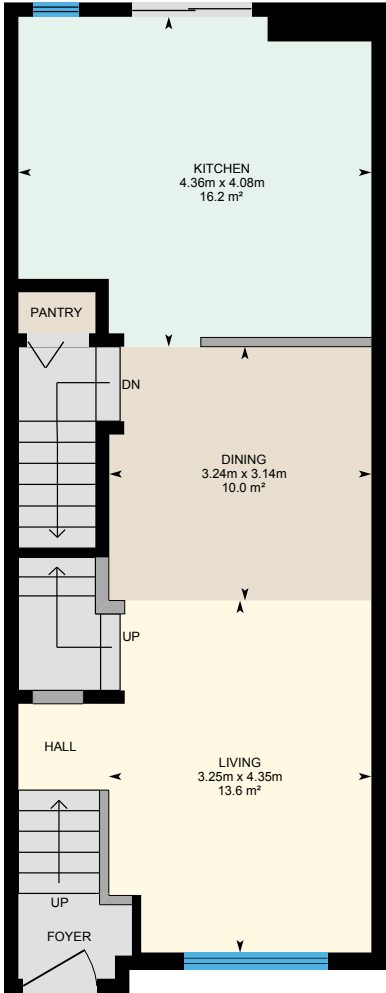 KITCHEN
4.36m x 4.08m
16.2 m²
PANTRY
DN
DINING
3.24m x 3.14m
10.0 m²
UP
HALL
LIVING
3.25m x 4.35m
13.6 m²
UP
FOYER